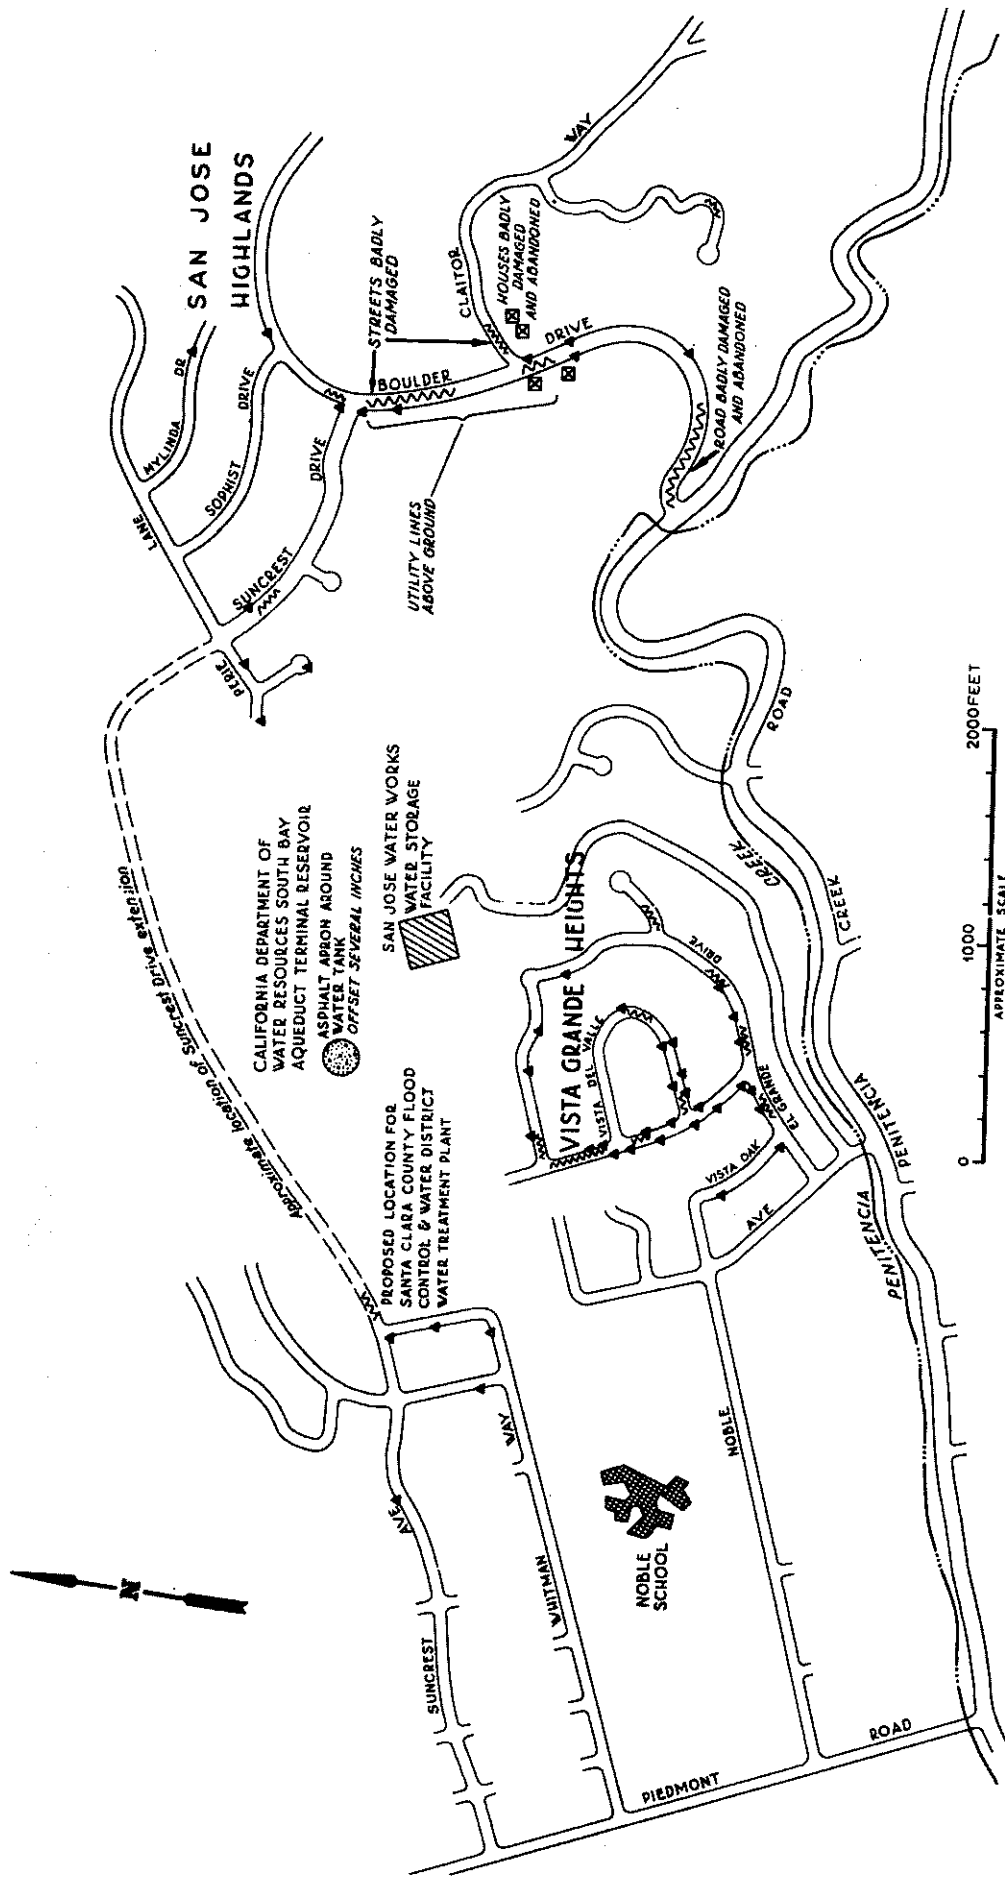 SAN JOSE
HIGHLANDS
MYLINDA DR
LANE
SOPHIST DRIVE
SUNCREST DRIVE
PERIE
BOULDER DRIVE
CLAITOR WAY
STREETS BADLY
DAMAGED
HOUSES BADLY
DAMAGED
AND ABANDONED
UTILITY LINES
ABOVE GROUND
ROAD BADLY DAMAGED
AND ABANDONED
Approximate location of Suncrest Drive extension
CALIFORNIA DEPARTMENT OF
WATER RESOURCES SOUTH BAY
AQUEDUCT TERMINAL RESERVOIR
ASPHALT APRON AROUND
WATER TANK
OFFSET SEVERAL INCHES
SAN JOSE WATER WORKS
WATER STORAGE
FACILITY
PROPOSED LOCATION FOR
SANTA CLARA COUNTY FLOOD
CONTROL & WATER DISTRICT
WATER TREATMENT PLANT
VISTA GRANDE HEIGHTS
VISTA DEL VALLE
DRIVE
EL GRANDE
VISTA OAK
NOBLE AVE
PENITENCIA CREEK
PENITENCIA CREEK ROAD
N
SUNCREST AVE
WHITMAN WAY
NOBLE
SCHOOL
PIEDMONT ROAD
0 1000 2000 FEET
APPROXIMATE SCALE